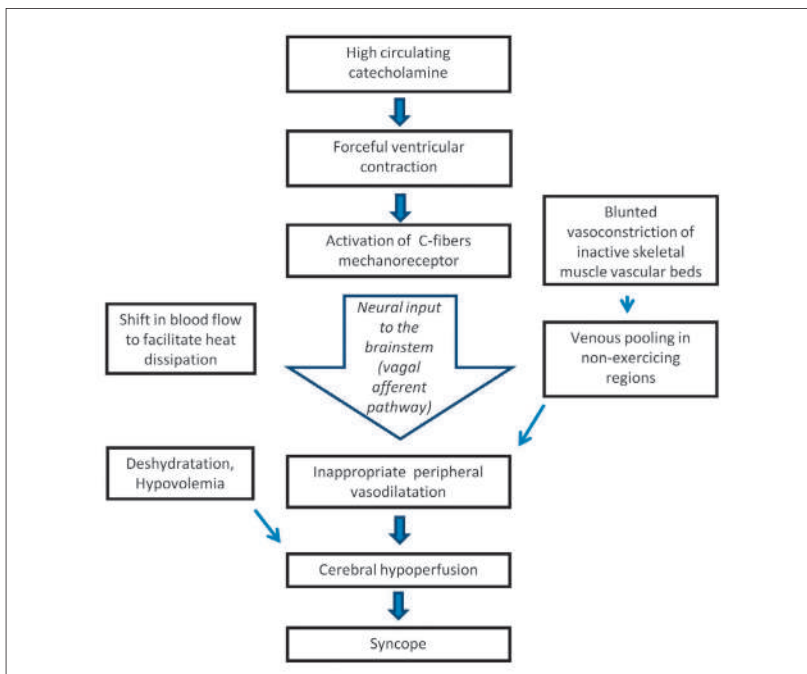 High circulating
catecholamine
Forceful ventricular
contraction
Activation of C-fibers
mechanoreceptor
Blunted
vasoconstriction of
inactive skeletal
muscle vascular beds
Neural input
to the
brainstem
(vagal
afferent
pathway)
Shift in blood flow
to facilitate heat
dissipation
Venous pooling in
non-exercicing
regions
Deshydratation,
Hypovolemia
Inappropriate peripheral
vasodilatation
Cerebral hypoperfusion
Syncope